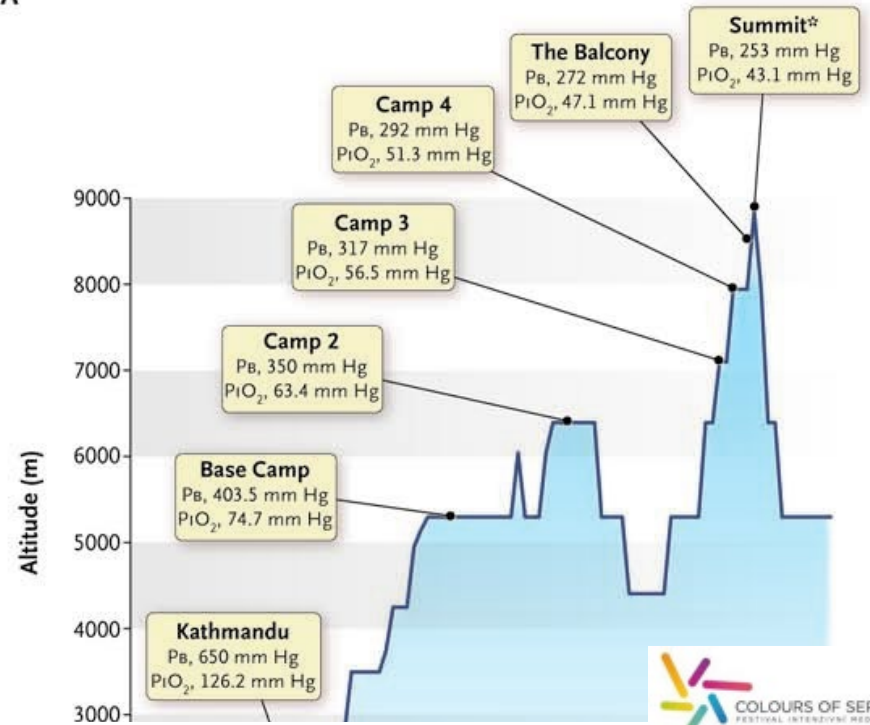 A
Summit☆
PB, 253 mm Hg
PIO₂, 43.1 mm Hg
The Balcony
PB, 272 mm Hg
PIO₂, 47.1 mm Hg
Camp 4
PB, 292 mm Hg
PIO₂, 51.3 mm Hg
Camp 3
PB, 317 mm Hg
PIO₂, 56.5 mm Hg
Camp 2
PB, 350 mm Hg
PIO₂, 63.4 mm Hg
Base Camp
PB, 403.5 mm Hg
PIO₂, 74.7 mm Hg
Kathmandu
PB, 650 mm Hg
PIO₂, 126.2 mm Hg
Altitude (m)
9000
8000
7000
6000
5000
4000
3000
COLOURS OF SEP
FESTIVAL INTENZIVNÍ MED